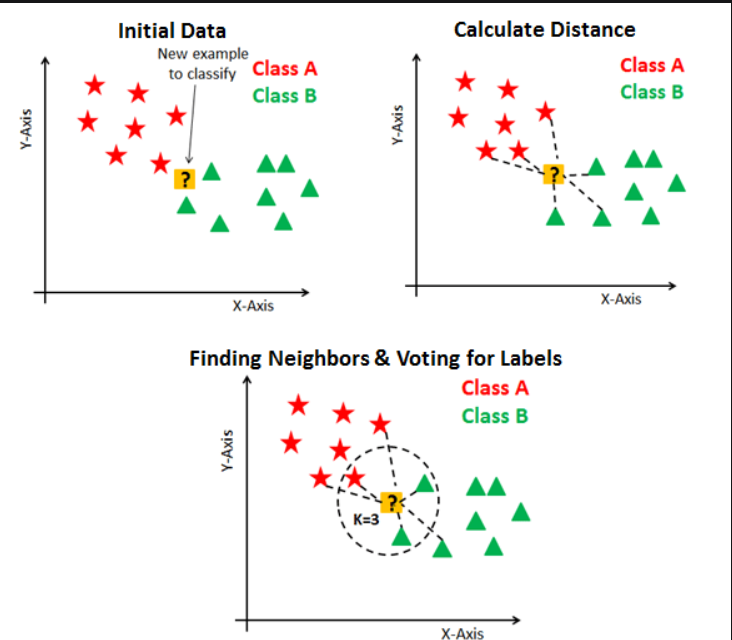 Initial Data
New example
to classify
Class A
Class B
Y-Axis
?
X-Axis
Calculate Distance
Class A
Class B
Y-Axis
?
X-Axis
Finding Neighbors & Voting for Labels
Class A
Class B
Y-Axis
?
K=3
X-Axis